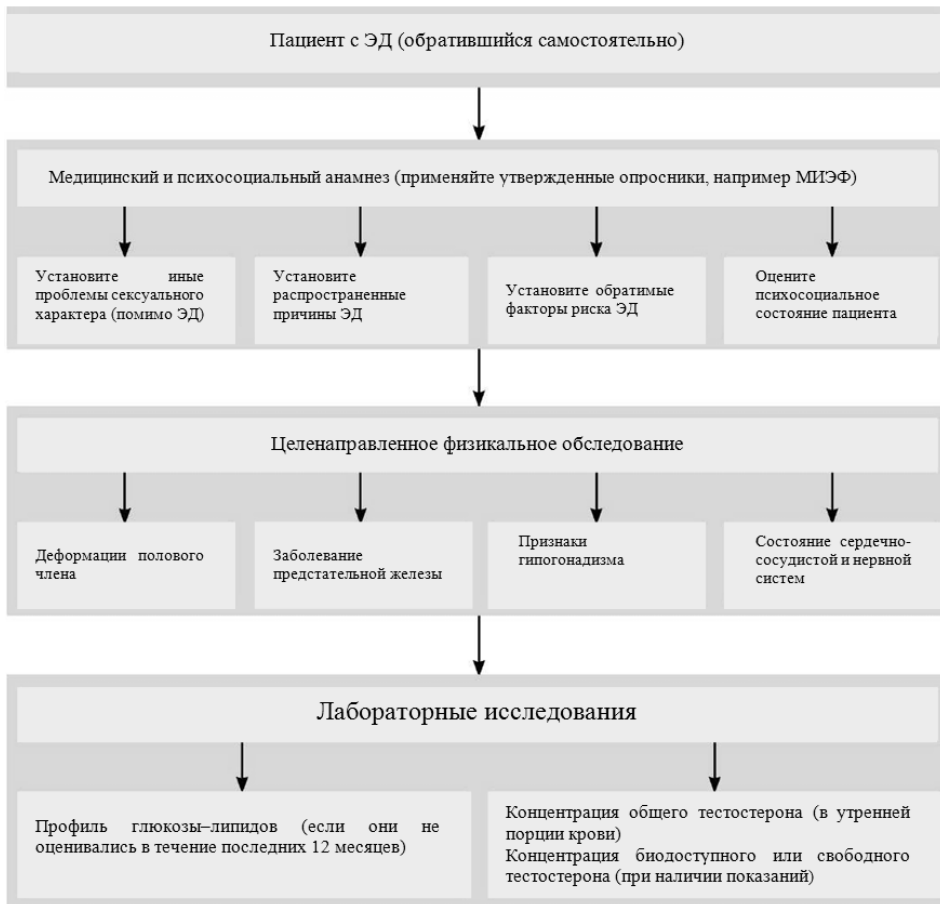 Пациент с ЭД (обратившийся самостоятельно)
Медицинский и психосоциальный анамнез (применяйте утвержденные опросники, например МИЭФ)
Установите иные
проблемы сексуального
характера (помимо ЭД)
Установите
распространенные
причины ЭД
Установите обратимые
факторы риска ЭД
Оцените
психосоциальное
состояние пациента
Целенаправленное физикальное обследование
Деформации полового
члена
Заболевание
предстательной железы
Признаки
гипогонадизма
Состояние сердечно-
сосудистой и нервной
систем
Лабораторные исследования
Профиль глюкозы–липидов (если они не
оценивались в течение последних 12 месяцев)
Концентрация общего тестостерона (в утренней
порции крови)
Концентрация биодоступного или свободного
тестостерона (при наличии показаний)